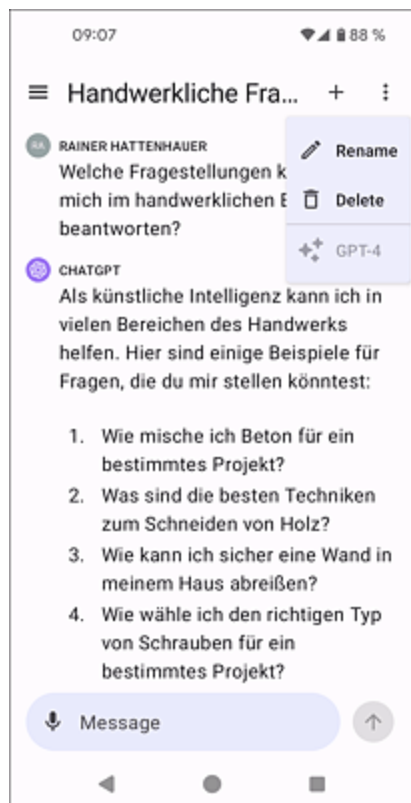 09:07 88 %
Handwerkliche Fra...
Rename
Delete
GPT-4
RA
RAINER HATTENHAUER
Welche Fragestellungen k
mich im handwerklichen
beantworten?
CHATGPT
Als künstliche Intelligenz kann ich in
vielen Bereichen des Handwerks
helfen. Hier sind einige Beispiele für
Fragen, die du mir stellen könntest:
1. Wie mische ich Beton für ein
bestimmtes Projekt?
2. Was sind die besten Techniken
zum Schneiden von Holz?
3. Wie kann ich sicher eine Wand in
meinem Haus abreißen?
4. Wie wähle ich den richtigen Typ
von Schrauben für ein
bestimmtes Projekt?
Message